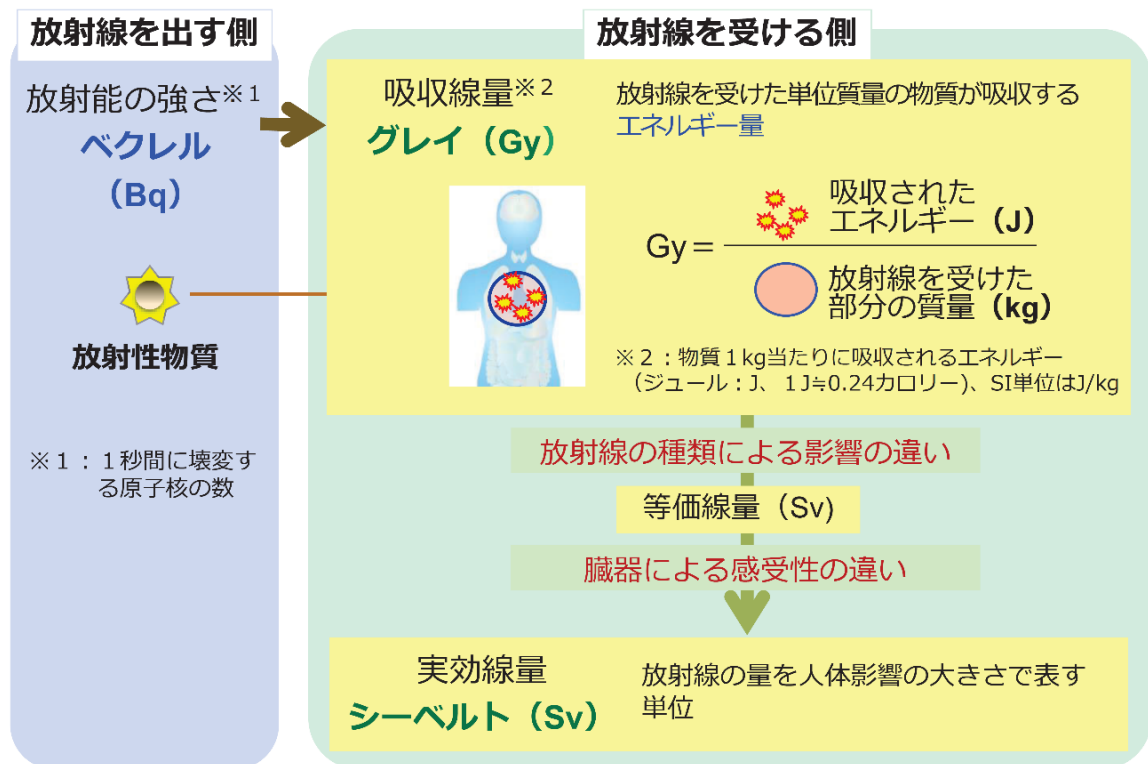 放射線を出す側
放射能の強さ※1
ベクレル
（Bq）
放射性物質
※１：１秒間に壊変す
る原子核の数
放射線を受ける側
吸収線量※2
グレイ（Gy）
放射線を受けた単位質量の物質が吸収する
エネルギー量
Gy＝
吸収された
エネルギー（J）
放射線を受けた
部分の質量（kg）
※２：物質１kg当たりに吸収されるエネルギー
（ジュール：J、１J≒0.24カロリー）、SI単位はJ/kg
放射線の種類による影響の違い
等価線量（Sv）
臓器による感受性の違い
実効線量
シーベルト（Sv）
放射線の量を人体影響の大きさで表す
単位